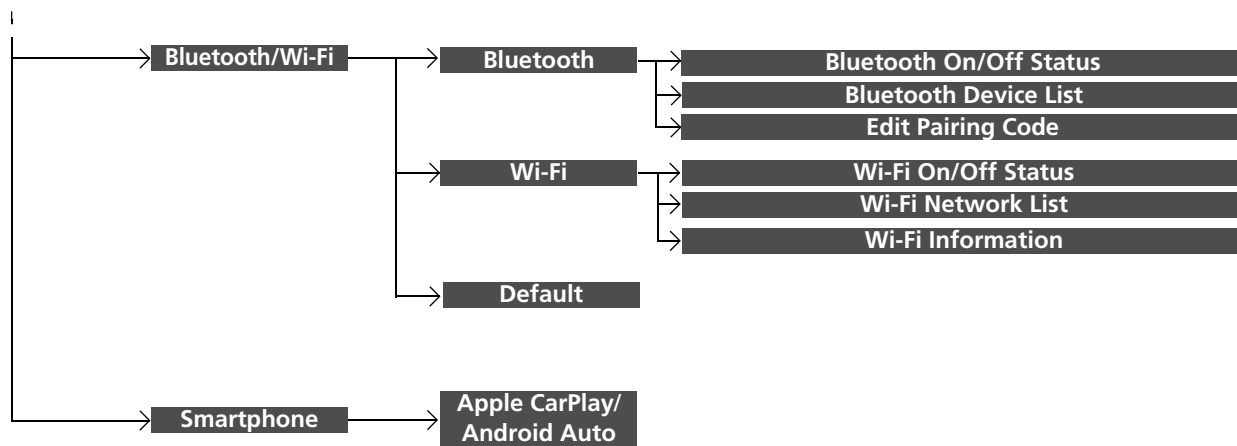 Bluetooth/Wi-Fi
Bluetooth
Bluetooth On/Off Status
Bluetooth Device List
Edit Pairing Code
Wi-Fi
Wi-Fi On/Off Status
Wi-Fi Network List
Wi-Fi Information
Default
Smartphone
Apple CarPlay/
Android Auto